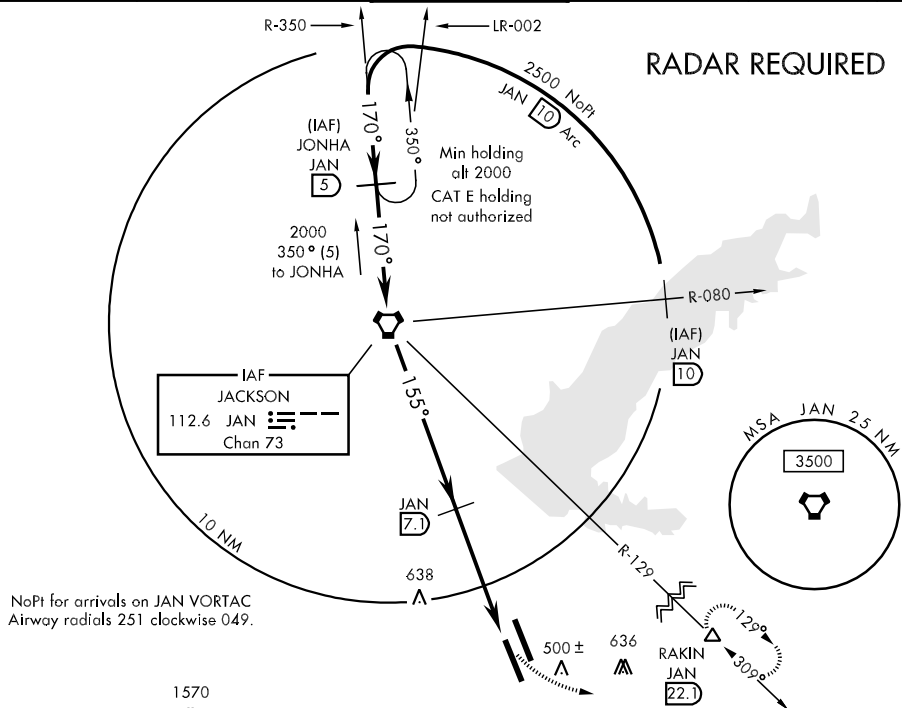 R-350
LR-002
RADAR REQUIRED
2500 NoPt
JAN 10 Arc
(IAF)
JONHA
JAN
5
170°
350°
Min holding
alt 2000
CAT E holding
not authorized
2000
350° (5)
to JONHA
170°
R-080
(IAF)
JAN
10
IAF
JACKSON
112.6 JAN
Chan 73
155°
MSA JAN 25 NM
3500
JAN
7.1
10 NM
R-129
638
NoPt for arrivals on JAN VORTAC
Airway radials 251 clockwise 049.
500 ±
636
RAKIN
JAN
22.1
129°
309°
1570